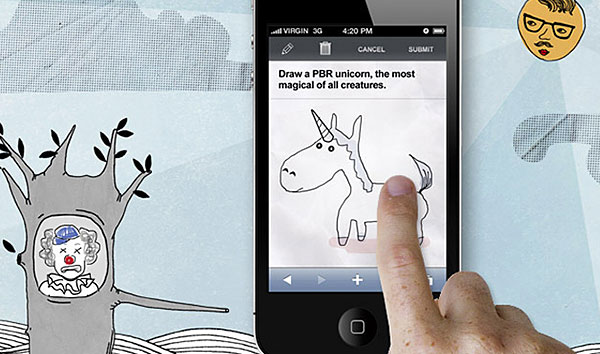 VIRGIN 3G 4:20 PM
CANCEL SUBMIT
Draw a PBR unicorn, the most
magical of all creatures.